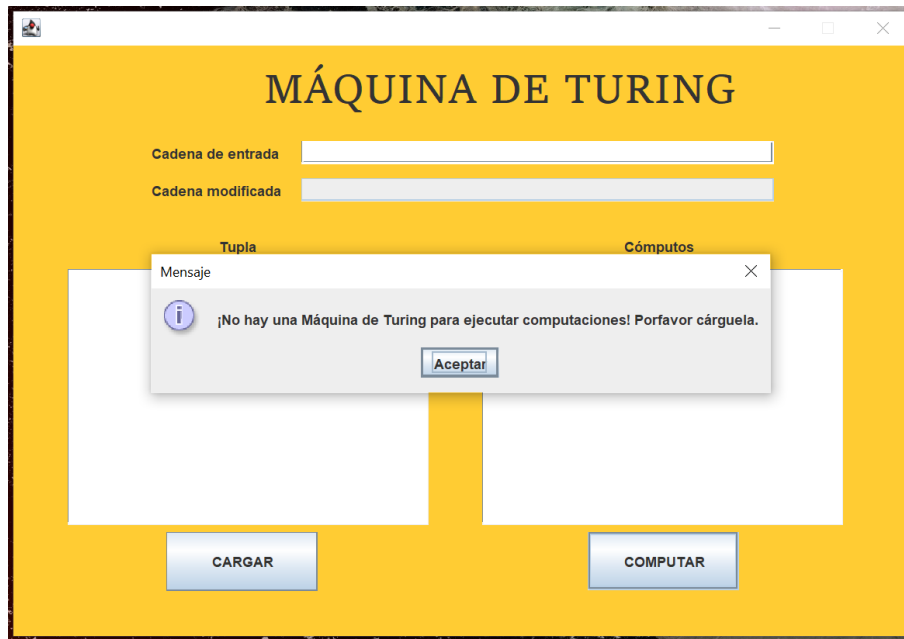 MÁQUINA DE TURING
Cadena de entrada
Cadena modificada
Tupla
Cómputos
Mensaje
¡No hay una Máquina de Turing para ejecutar computaciones! Porfavor cárguela.
Aceptar
CARGAR
COMPUTAR